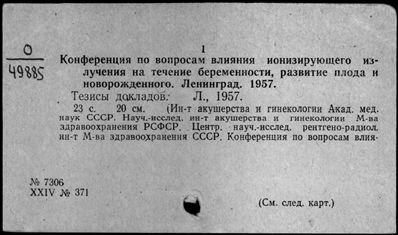 О
49885
1
Конференция по вопросам влияния ионизирующего из-
лучения на течение беременности, развитие плода и
новорожденного. Ленинград. 1957.
Тезисы докладов. Л., 1957.
23 с. 20 см. (Ин-т акушерства и гинекологии Акад. мед.
наук СССР. Науч.-исслед. ин-т акушерства и гинекологии М-ва
здравоохранения РСФСР. Центр. науч.-исслед. рентгено-радиол.
ин-т М-ва здравоохранения СССР. Конференция по вопросам влия-
№ 7306
XXIV № 371
(См. след. карт.)